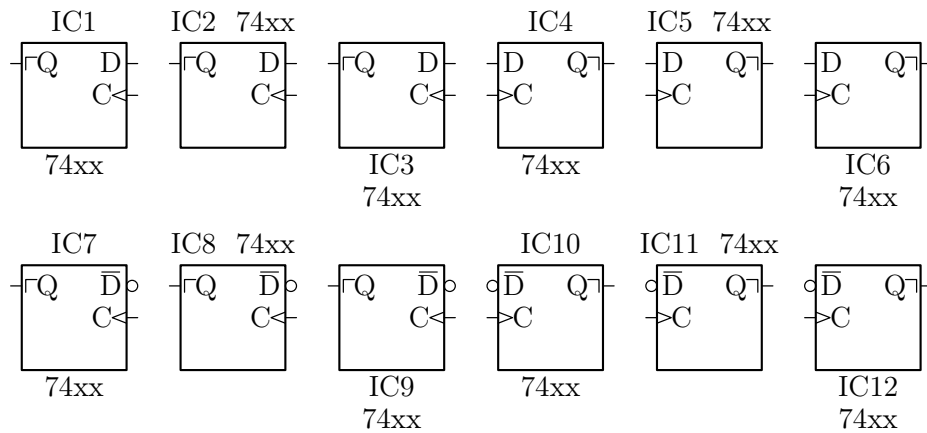 IC1 IC2 74xx IC4 IC5 74xx
Q D Q D Q D D Q D Q D Q
C C C C C C
74xx IC3 74xx IC6
74xx 74xx
IC7 IC8 74xx IC10 IC11 74xx
Q D̅ Q D̅ Q D̅ D̅ Q D̅ Q D̅ Q
C C C C C C
74xx IC9 74xx IC12
74xx 74xx